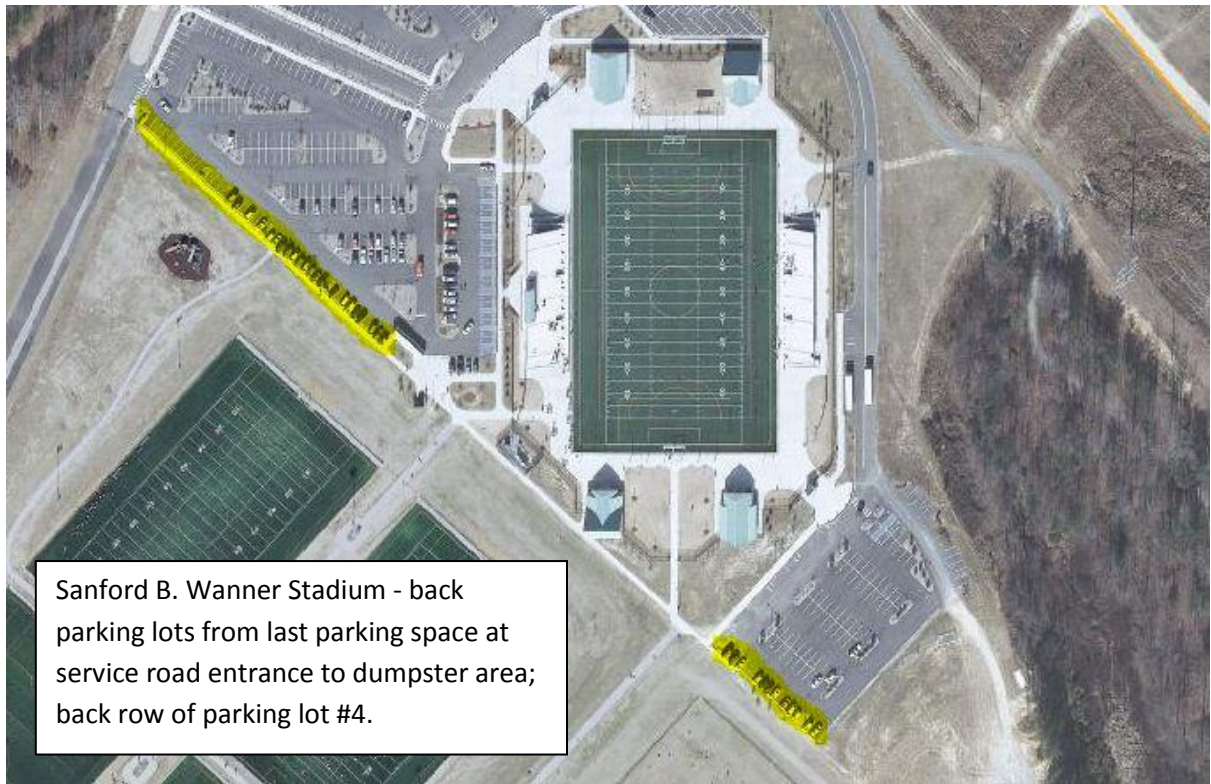 Sanford B. Wanner Stadium - back
parking lots from last parking space at
service road entrance to dumpster area;
back row of parking lot #4.